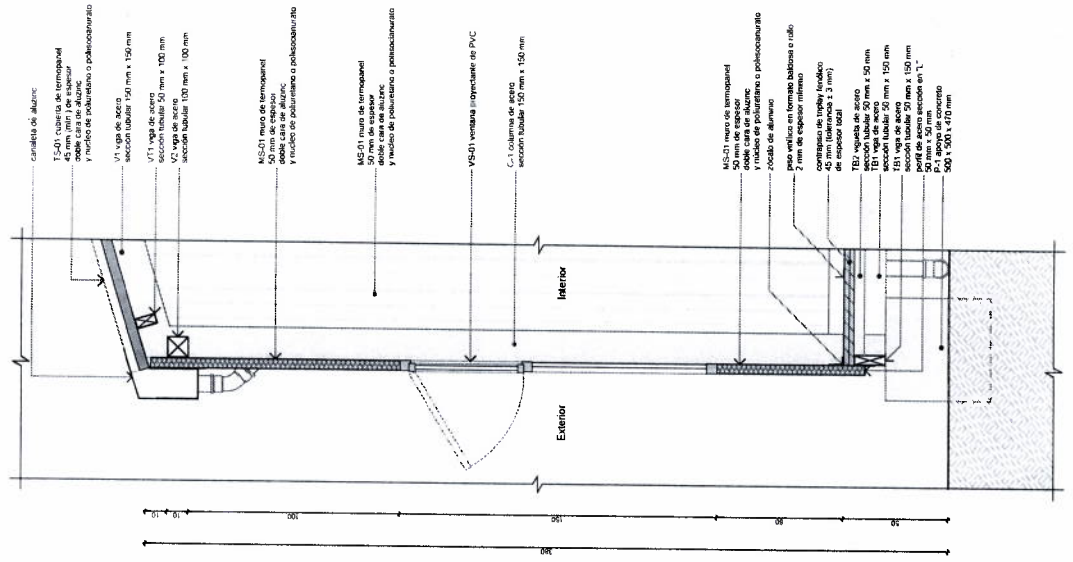 canaleta de aluzinc
TS-01 cubierta de termopanel
45 mm (min.) de espesor
doble cara de aluzinc
y núcleo de poliuretano o polisocianurato
V1 viga de acero
sección tubular 150 mm x 150 mm
VT1 viga de acero
sección tubular 50 mm x 100 mm
V2 viga de acero
sección tubular 100 mm x 100 mm
MS-01 muro de termopanel
50 mm de espesor
doble cara de aluzinc
y núcleo de poliuretano o polisocianurato
MS-01 muro de termopanel
50 mm de espesor
doble cara de aluzinc
y núcleo de poliuretano o polisocianurato
VS-01 ventana proyectante de PVC
C-1 columna de acero
sección tubular 150 mm x 150 mm
MS-01 muro de termopanel
50 mm de espesor
doble cara de aluzinc
y núcleo de poliuretano o polisocianurato
zócalo de aluminio
piso vinílico en formato baldosa o rollo
2 mm de espesor mínimo
contrapiso de triplay fenólico
45 mm (tolerancia ± 3 mm)
de espesor total
TB2 vigueta de acero
sección tubular 50 mm x 50 mm
TB1 viga de acero
sección tubular 50 mm x 150 mm
TB1 viga de acero
sección tubular 50 mm x 150 mm
perfil de acero sección en "L"
50 mm x 50 mm
P-1 apoyo de concreto
500 x 500 x 470 mm
Interior
Exterior
10
10
100
150
60
50
380